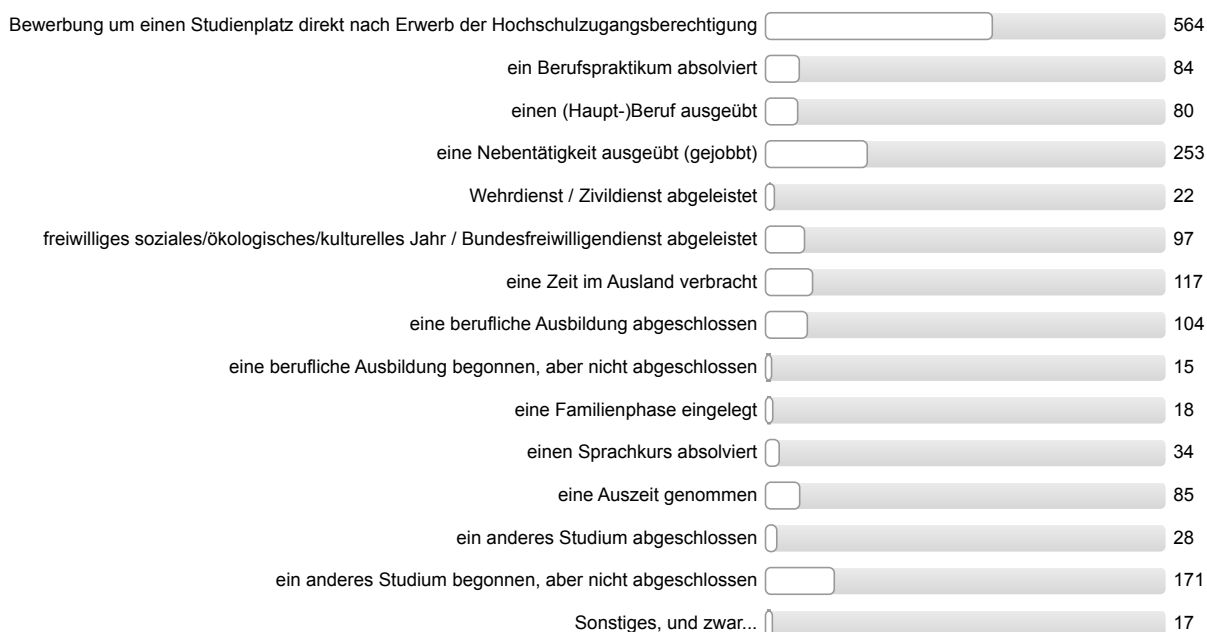 Bewerbung um einen Studienplatz direkt nach Erwerb der Hochschulzugangsberechtigung 564
ein Berufspraktikum absolviert 84
einen (Haupt-)Beruf ausgeübt 80
eine Nebentätigkeit ausgeübt (gejobbt) 253
Wehrdienst / Zivildienst abgeleistet 22
freiwilliges soziales/ökologisches/kulturelles Jahr / Bundesfreiwilligendienst abgeleistet 97
eine Zeit im Ausland verbracht 117
eine berufliche Ausbildung abgeschlossen 104
eine berufliche Ausbildung begonnen, aber nicht abgeschlossen 15
eine Familienphase eingelegt 18
einen Sprachkurs absolviert 34
eine Auszeit genommen 85
ein anderes Studium abgeschlossen 28
ein anderes Studium begonnen, aber nicht abgeschlossen 171
Sonstiges, und zwar... 17